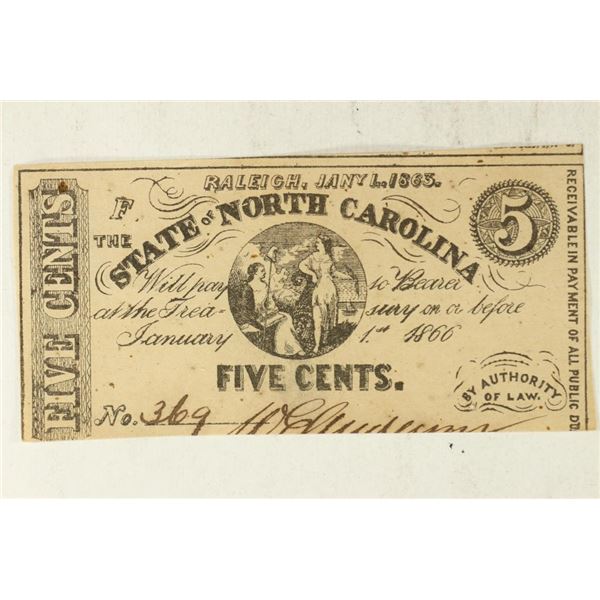 RALEIGH, JANY 1, 1863.
F
THE
STATE OF NORTH CAROLINA
5
Will pay to Bearer
at the Treasury on or before
January 1st 1866
FIVE CENTS.
BY AUTHORITY
OF LAW.
No. 369
FIVE CENTS
RECEIVABLE IN PAYMENT OF ALL PUBLIC